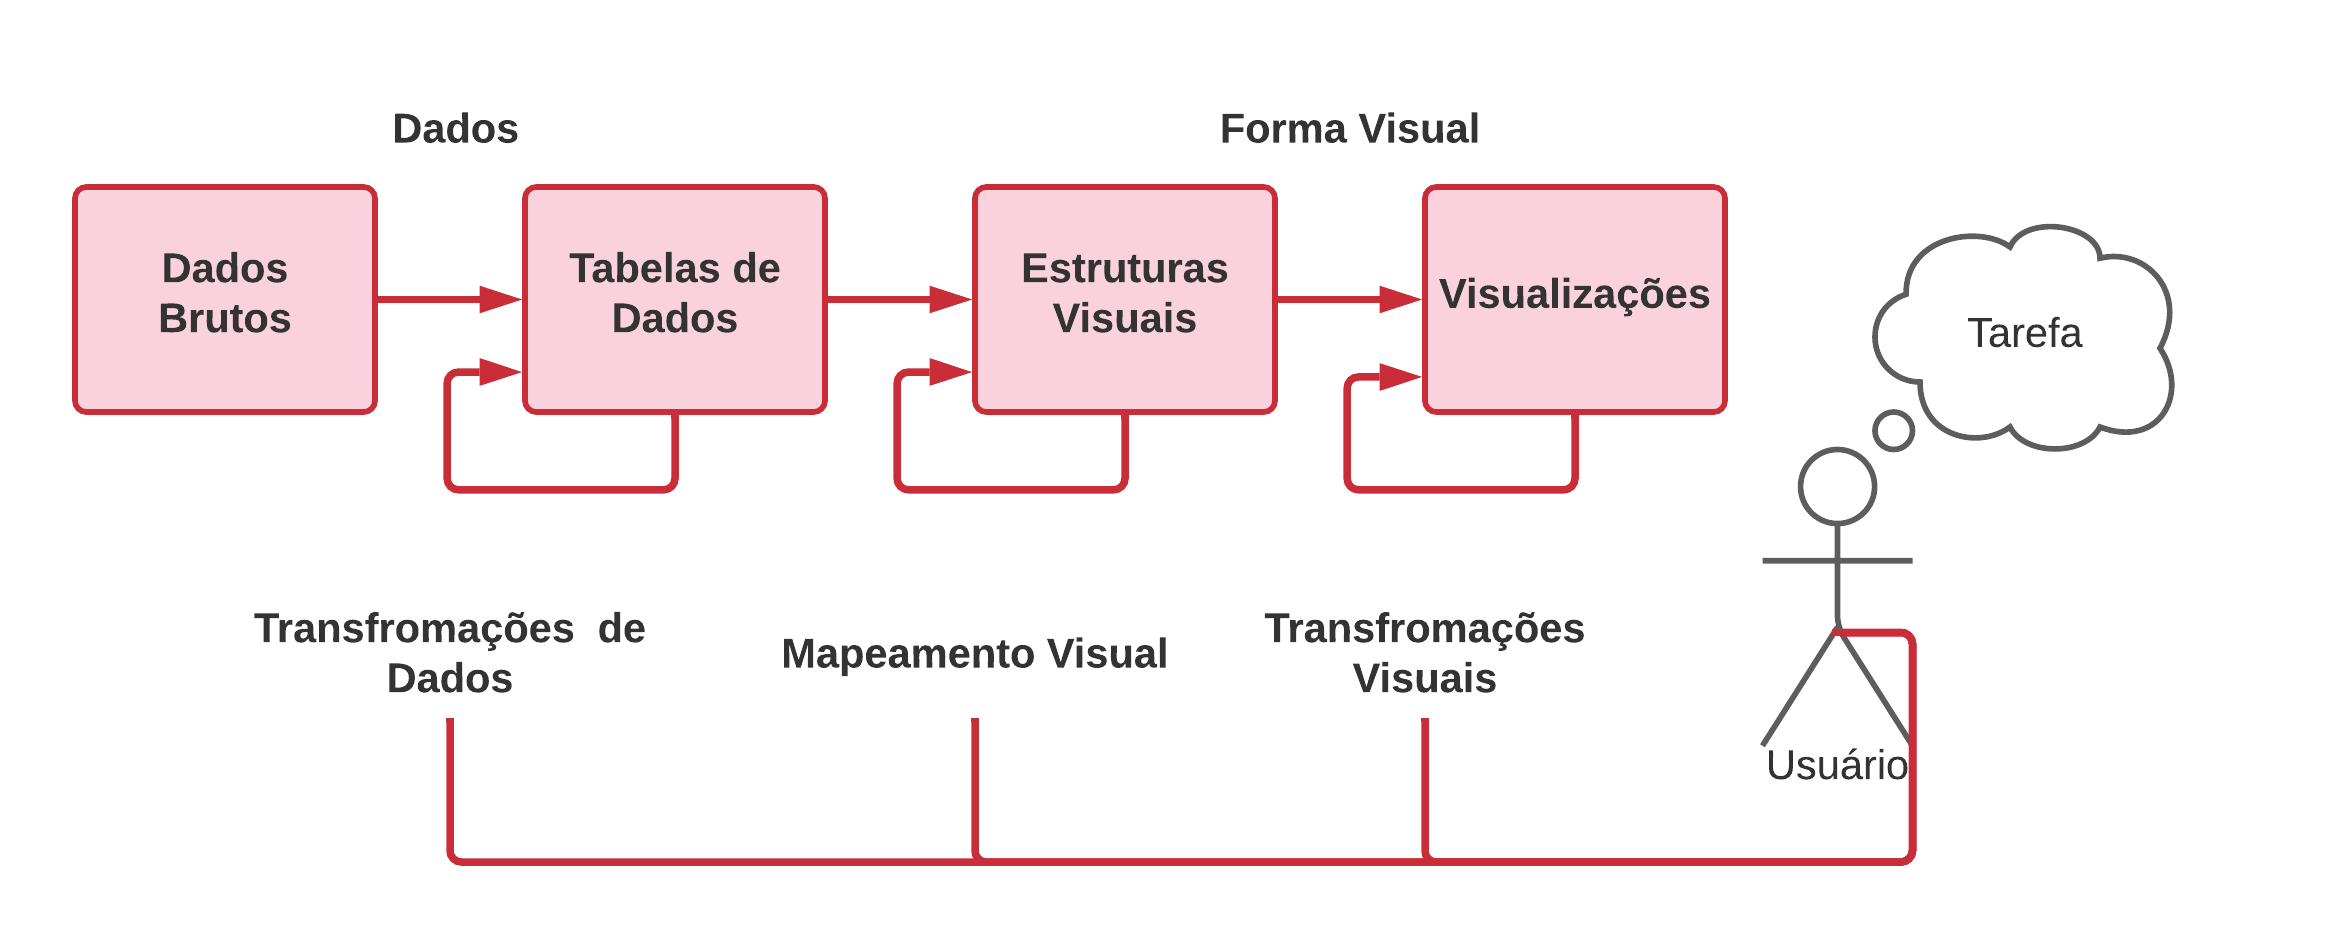 Dados
Forma Visual
Dados
Brutos
Tabelas de
Dados
Estruturas
Visuais
Visualizações
Tarefa
Transfromações  de
Dados
Mapeamento Visual
Transfromações
Visuais
Usuário